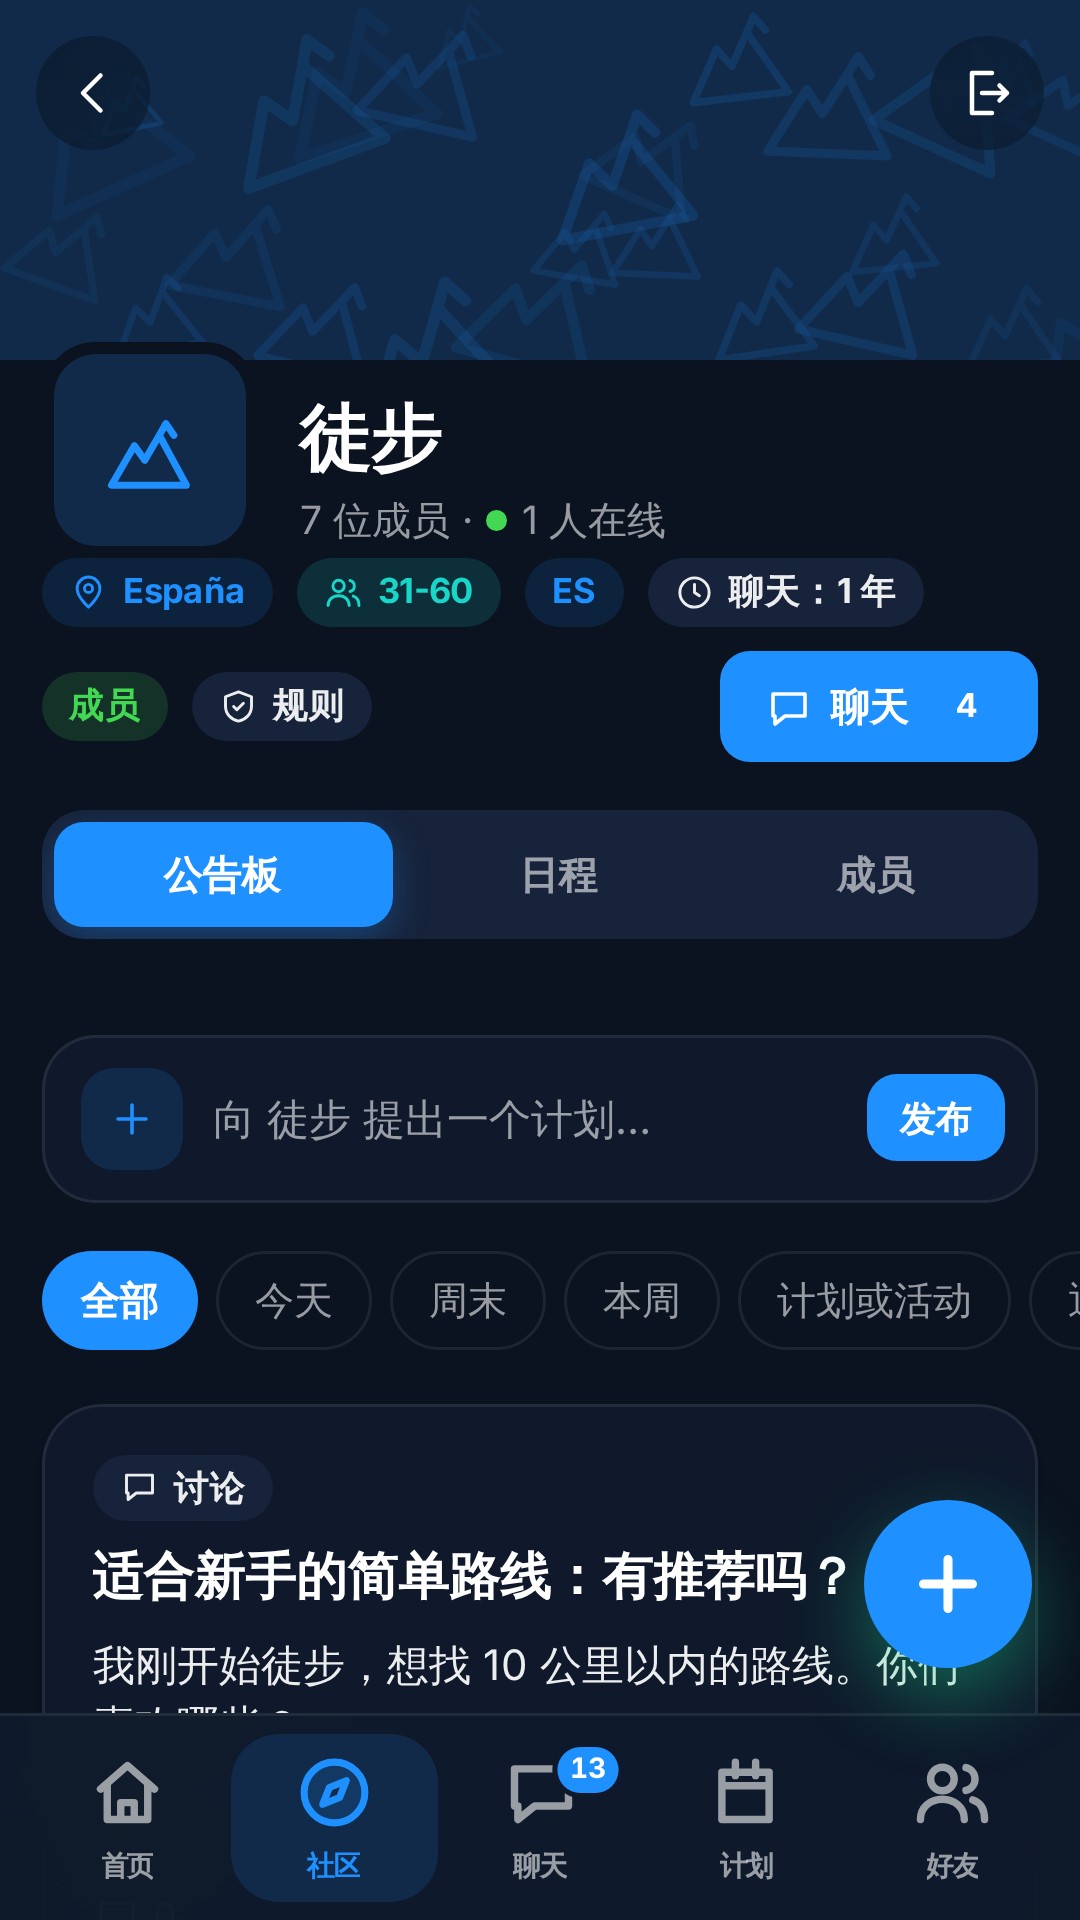 徒步
7 位成员 · 1 人在线
España
31-60
ES
聊天：1 年
成员
规则
聊天 4
公告板
日程
成员
向 徒步 提出一个计划...
发布
全部
今天
周末
本周
计划或活动
讨论
适合新手的简单路线：有推荐吗？
我刚开始徒步，想找 10 公里以内的路线。你们
13
首页
社区
聊天
计划
好友